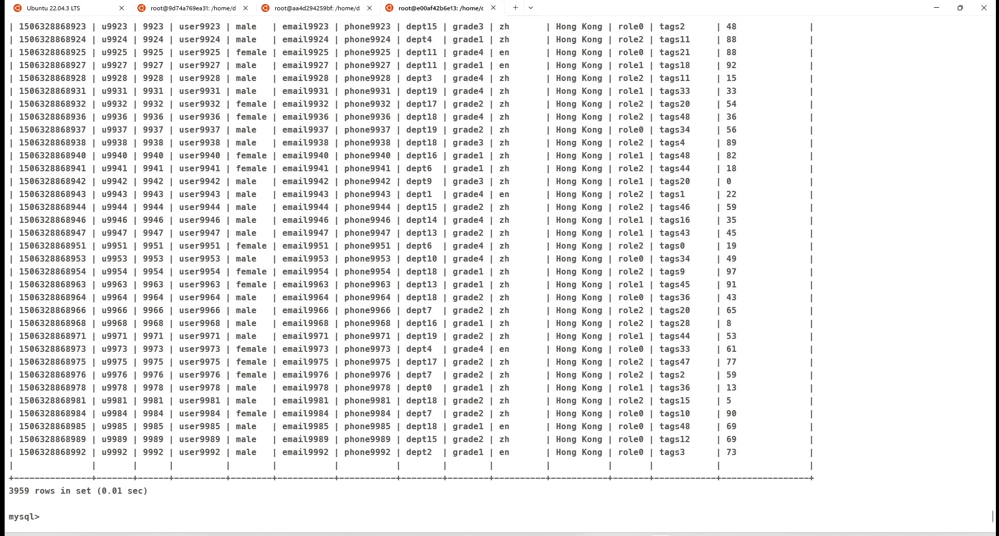 Ubuntu 22.04.3 LTS root@9d74a769ea31: /home/d root@aa4d294259bf: /home/d root@e00af42b6e13: /home/c
| 1506328868923 | u9923 | 9923 | user9923 | male   | email9923 | phone9923 | dept15 | grade3 | zh       | Hong Kong | role0 | tags2      | 48              |
| 1506328868924 | u9924 | 9924 | user9924 | male   | email9924 | phone9924 | dept4  | grade1 | zh       | Hong Kong | role2 | tags11     | 88              |
| 1506328868925 | u9925 | 9925 | user9925 | female | email9925 | phone9925 | dept11 | grade4 | en       | Hong Kong | role0 | tags21     | 88              |
| 1506328868927 | u9927 | 9927 | user9927 | male   | email9927 | phone9927 | dept11 | grade1 | en       | Hong Kong | role1 | tags18     | 92              |
| 1506328868928 | u9928 | 9928 | user9928 | male   | email9928 | phone9928 | dept3  | grade4 | zh       | Hong Kong | role2 | tags11     | 15              |
| 1506328868931 | u9931 | 9931 | user9931 | male   | email9931 | phone9931 | dept19 | grade4 | zh       | Hong Kong | role1 | tags33     | 33              |
| 1506328868932 | u9932 | 9932 | user9932 | female | email9932 | phone9932 | dept17 | grade2 | zh       | Hong Kong | role2 | tags20     | 54              |
| 1506328868936 | u9936 | 9936 | user9936 | female | email9936 | phone9936 | dept18 | grade4 | zh       | Hong Kong | role2 | tags48     | 36              |
| 1506328868937 | u9937 | 9937 | user9937 | male   | email9937 | phone9937 | dept19 | grade2 | zh       | Hong Kong | role0 | tags34     | 56              |
| 1506328868938 | u9938 | 9938 | user9938 | male   | email9938 | phone9938 | dept18 | grade3 | zh       | Hong Kong | role2 | tags4      | 89              |
| 1506328868940 | u9940 | 9940 | user9940 | female | email9940 | phone9940 | dept16 | grade1 | zh       | Hong Kong | role1 | tags48     | 82              |
| 1506328868941 | u9941 | 9941 | user9941 | female | email9941 | phone9941 | dept6  | grade1 | zh       | Hong Kong | role2 | tags44     | 18              |
| 1506328868942 | u9942 | 9942 | user9942 | male   | email9942 | phone9942 | dept9  | grade3 | zh       | Hong Kong | role1 | tags20     | 0               |
| 1506328868943 | u9943 | 9943 | user9943 | male   | email9943 | phone9943 | dept1  | grade4 | en       | Hong Kong | role2 | tags1      | 22              |
| 1506328868944 | u9944 | 9944 | user9944 | male   | email9944 | phone9944 | dept15 | grade2 | zh       | Hong Kong | role2 | tags46     | 59              |
| 1506328868946 | u9946 | 9946 | user9946 | male   | email9946 | phone9946 | dept14 | grade4 | zh       | Hong Kong | role1 | tags16     | 35              |
| 1506328868947 | u9947 | 9947 | user9947 | male   | email9947 | phone9947 | dept13 | grade2 | zh       | Hong Kong | role1 | tags43     | 45              |
| 1506328868951 | u9951 | 9951 | user9951 | female | email9951 | phone9951 | dept6  | grade4 | zh       | Hong Kong | role2 | tags0      | 19              |
| 1506328868953 | u9953 | 9953 | user9953 | male   | email9953 | phone9953 | dept10 | grade4 | zh       | Hong Kong | role0 | tags34     | 49              |
| 1506328868954 | u9954 | 9954 | user9954 | female | email9954 | phone9954 | dept18 | grade1 | zh       | Hong Kong | role2 | tags9      | 97              |
| 1506328868963 | u9963 | 9963 | user9963 | female | email9963 | phone9963 | dept13 | grade1 | zh       | Hong Kong | role1 | tags45     | 91              |
| 1506328868964 | u9964 | 9964 | user9964 | male   | email9964 | phone9964 | dept18 | grade2 | zh       | Hong Kong | role0 | tags36     | 43              |
| 1506328868966 | u9966 | 9966 | user9966 | male   | email9966 | phone9966 | dept7  | grade2 | zh       | Hong Kong | role2 | tags20     | 65              |
| 1506328868968 | u9968 | 9968 | user9968 | male   | email9968 | phone9968 | dept16 | grade1 | zh       | Hong Kong | role2 | tags28     | 8               |
| 1506328868971 | u9971 | 9971 | user9971 | male   | email9971 | phone9971 | dept19 | grade2 | zh       | Hong Kong | role1 | tags44     | 53              |
| 1506328868973 | u9973 | 9973 | user9973 | female | email9973 | phone9973 | dept4  | grade4 | en       | Hong Kong | role0 | tags33     | 61              |
| 1506328868975 | u9975 | 9975 | user9975 | female | email9975 | phone9975 | dept17 | grade2 | zh       | Hong Kong | role2 | tags47     | 77              |
| 1506328868976 | u9976 | 9976 | user9976 | female | email9976 | phone9976 | dept7  | grade2 | zh       | Hong Kong | role2 | tags2      | 59              |
| 1506328868978 | u9978 | 9978 | user9978 | male   | email9978 | phone9978 | dept0  | grade1 | zh       | Hong Kong | role1 | tags36     | 13              |
| 1506328868981 | u9981 | 9981 | user9981 | male   | email9981 | phone9981 | dept18 | grade2 | zh       | Hong Kong | role2 | tags15     | 5               |
| 1506328868984 | u9984 | 9984 | user9984 | female | email9984 | phone9984 | dept7  | grade2 | zh       | Hong Kong | role0 | tags10     | 90              |
| 1506328868985 | u9985 | 9985 | user9985 | male   | email9985 | phone9985 | dept18 | grade1 | en       | Hong Kong | role0 | tags48     | 69              |
| 1506328868989 | u9989 | 9989 | user9989 | male   | email9989 | phone9989 | dept15 | grade2 | zh       | Hong Kong | role0 | tags12     | 69              |
| 1506328868992 | u9992 | 9992 | user9992 | male   | email9992 | phone9992 | dept2  | grade1 | en       | Hong Kong | role0 | tags3      | 73              |
|               |       |      |          |        |           |           |        |        |          |           |       |            |                 |
+---------------+-------+------+----------+--------+-----------+-----------+--------+--------+----------+-----------+-------+------------+-----------------+
3959 rows in set (0.01 sec)
mysql>